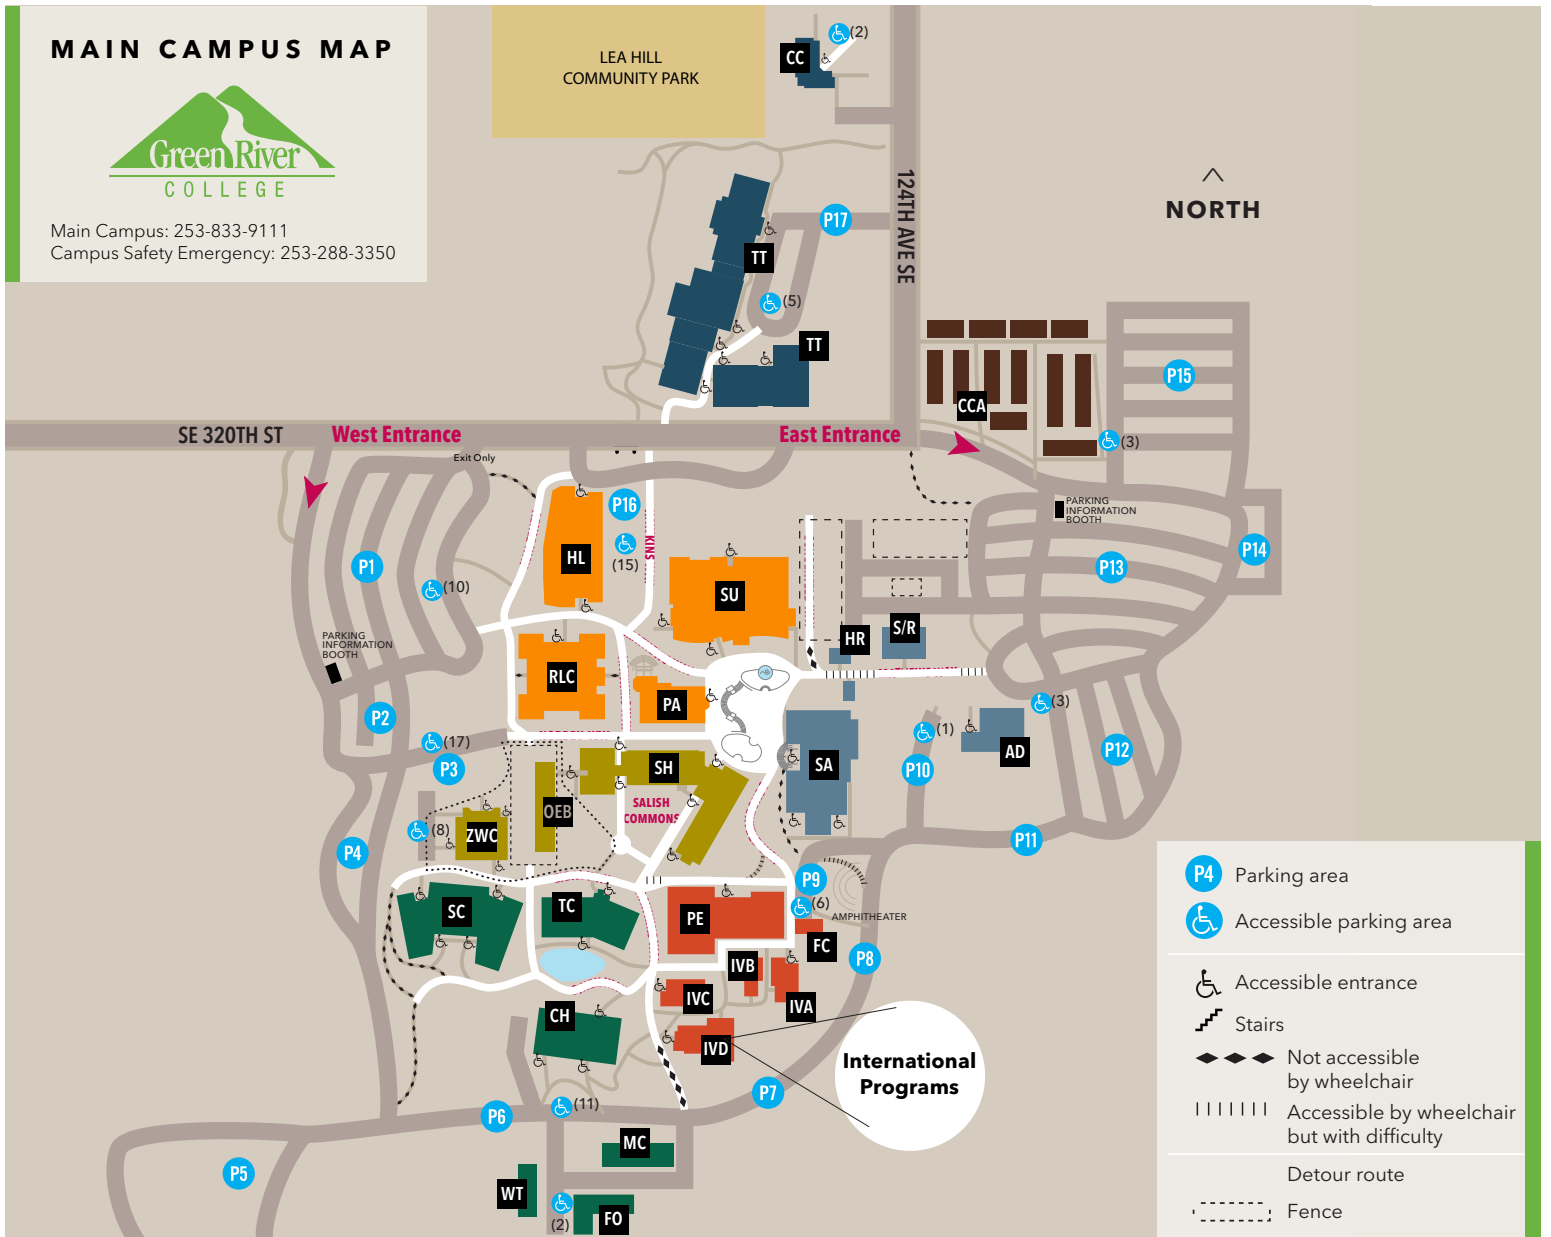 MAIN CAMPUS MAP
Green River
COLLEGE
Main Campus: 253-833-9111
Campus Safety Emergency: 253-288-3350
LEA HILL
COMMUNITY PARK
CC
(2)
NORTH
124TH AVE SE
P17
TT
(5)
TT
P15
CCA
(3)
SE 320TH ST
West Entrance
East Entrance
Exit Only
P16
(15)
KINS
HL
SU
P1
(10)
PARKING
INFORMATION
BOOTH
P13
P14
PARKING
INFORMATION
BOOTH
HR
S/R
RLC
PA
P2
(17)
P3
(3)
(1)
AD
P10
P12
SA
SH
SALISH
COMMONS
OEB
ZWC
(8)
P4
P11
P9
(6)
AMPHITHEATER
SC
TC
PE
FC
P8
IVB
IVC
IVA
IVD
CH
International
Programs
P7
(11)
P6
MC
P5
WT
(2)
FO
P4
Parking area
Accessible parking area
Accessible entrance
Stairs
Not accessible
by wheelchair
Accessible by wheelchair
but with difficulty
Detour route
Fence